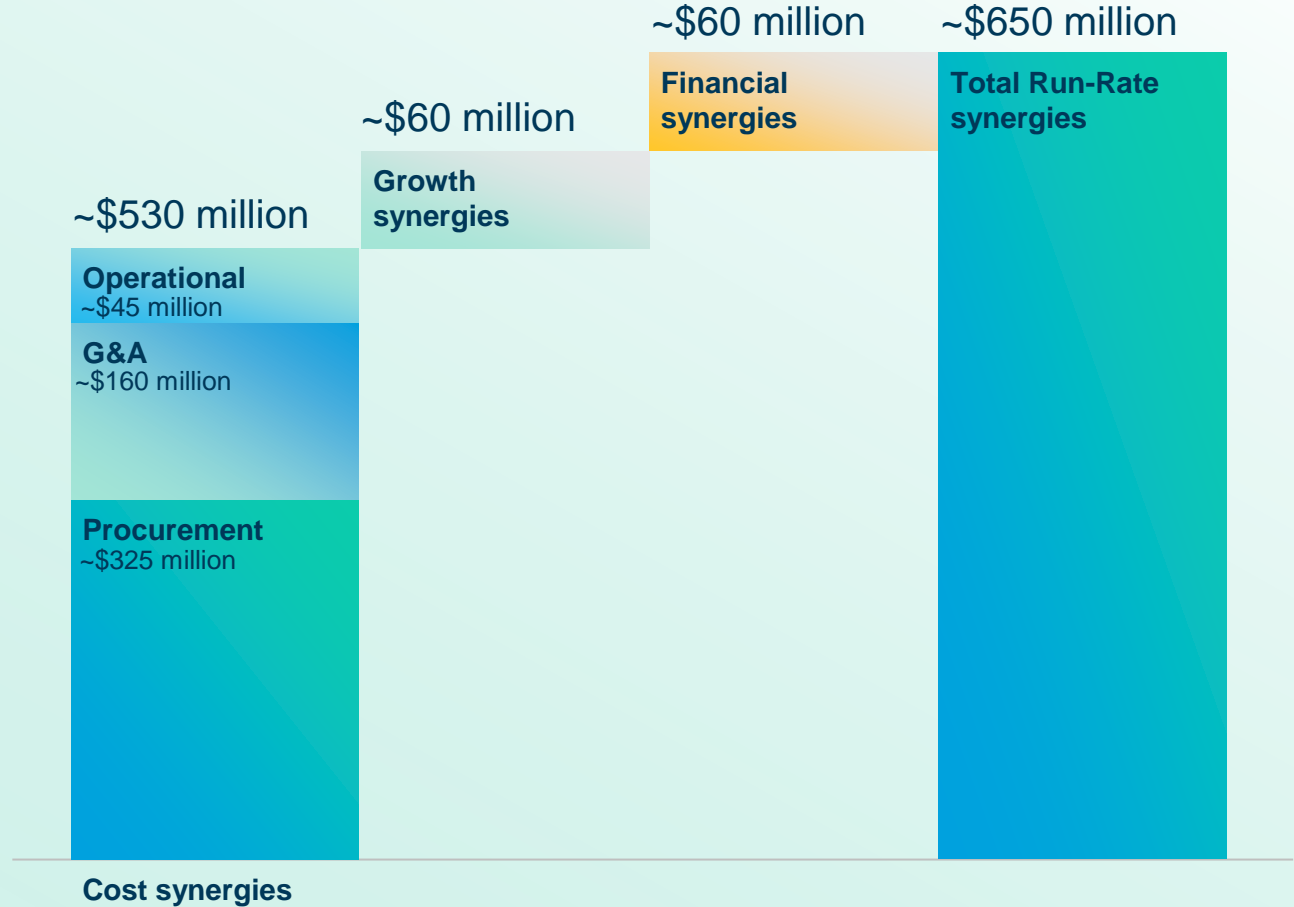 ~$530 million
Operational
~$45 million
G&A
~$160 million
Procurement
~$325 million
Cost synergies
~$60 million
Growth
synergies
~$60 million
Financial
synergies
~$650 million
Total Run-Rate
synergies